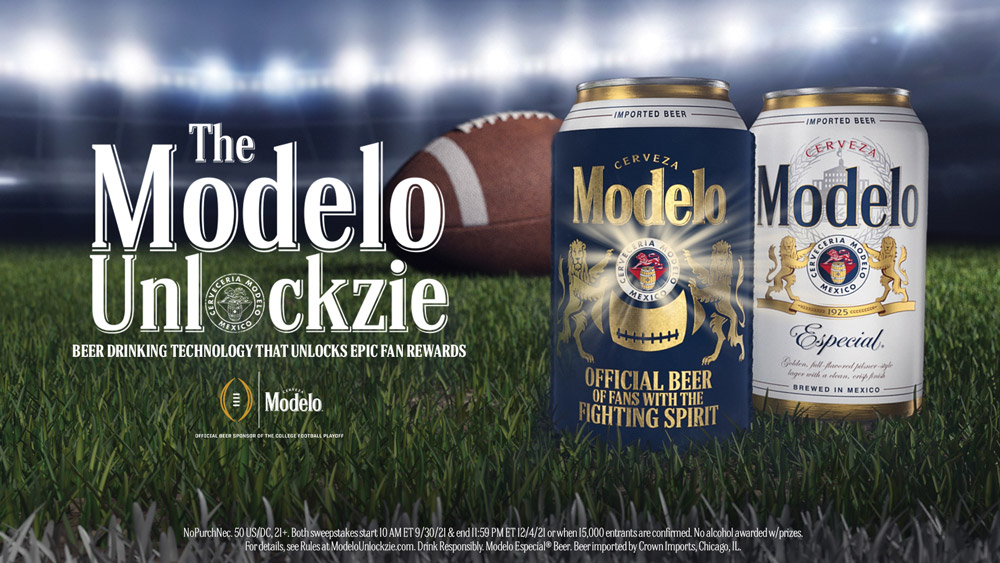 The
Modelo
Unlockzie
CERVECERIA MODELO
MEXICO
BEER DRINKING TECHNOLOGY THAT UNLOCKS EPIC FAN REWARDS
CERVEZA
Modelo
OFFICIAL BEER SPONSOR OF THE COLLEGE FOOTBALL PLAYOFF
IMPORTED BEER
CERVEZA
Modelo
CERVECERIA MODELO
MEXICO
OFFICIAL BEER
OF FANS WITH THE
FIGHTING SPIRIT
IMPORTED BEER
CERVEZA
Modelo
CERVECERIA MODELO
MEXICO
1925
Especial
Golden, full-flavored pilsner-style
lager with a clean, crisp finish
BREWED IN MEXICO
NoPurchNec. 50 US/DC, 21+. Both sweepstakes start 10 AM ET 9/30/21 & end 11:59 PM ET 12/4/21 or when 15,000 entrants are confirmed. No alcohol awarded w/prizes.
For details, see Rules at ModeloUnlockzie.com. Drink Responsibly. Modelo Especial® Beer. Beer imported by Crown Imports, Chicago, IL.